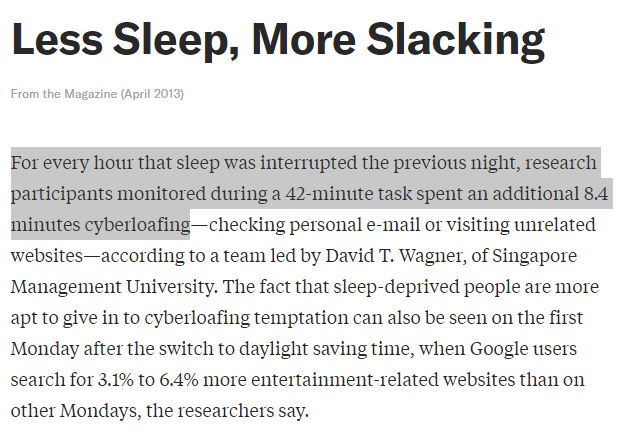 Less Sleep, More Slacking
From the Magazine (April 2013)
For every hour that sleep was interrupted the previous night, research
participants monitored during a 42-minute task spent an additional 8.4
minutes cyberloafing—checking personal e-mail or visiting unrelated
websites—according to a team led by David T. Wagner, of Singapore
Management University. The fact that sleep-deprived people are more
apt to give in to cyberloafing temptation can also be seen on the first
Monday after the switch to daylight saving time, when Google users
search for 3.1% to 6.4% more entertainment-related websites than on
other Mondays, the researchers say.